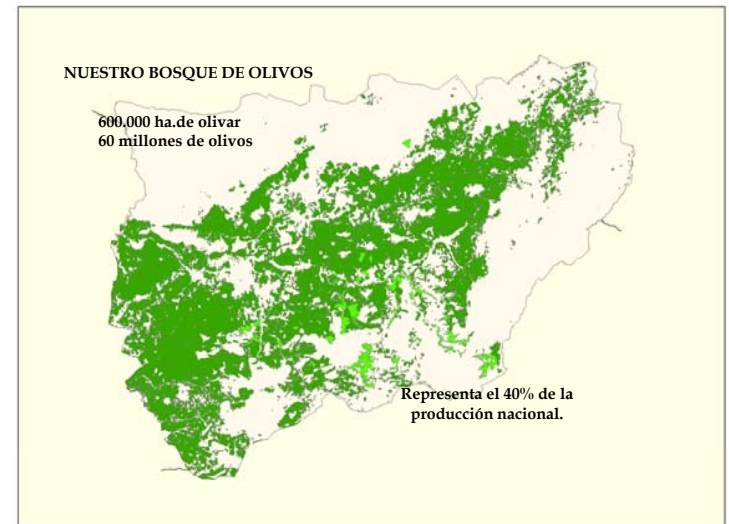 NUESTRO BOSQUE DE OLIVOS
600.000 ha.de olivar
60 millones de olivos
Representa el 40% de la
producción nacional.